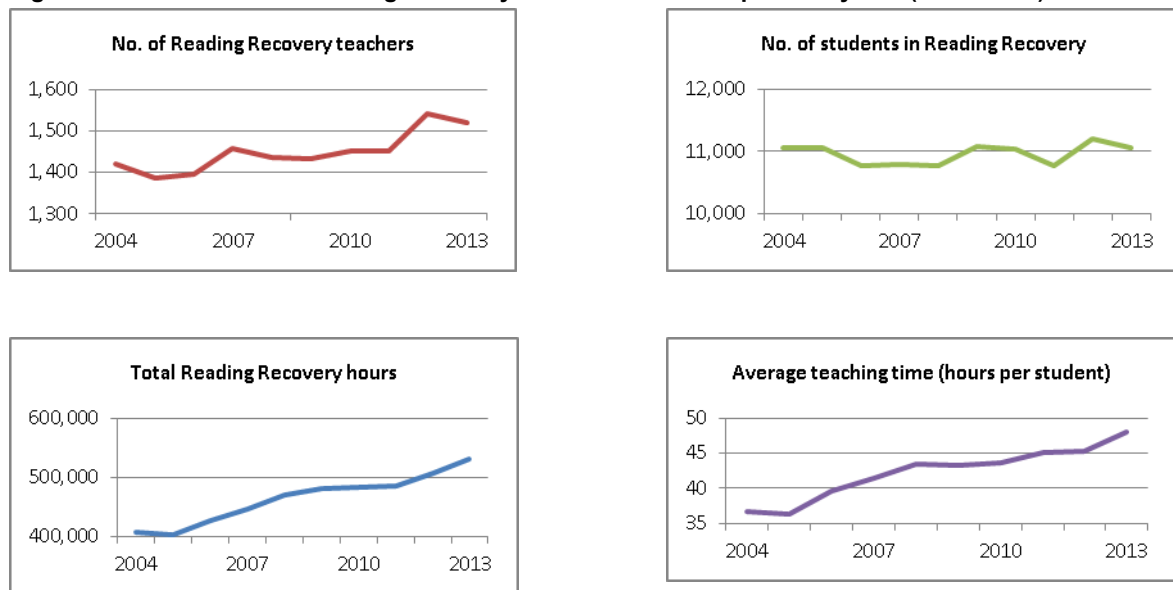 No. of Reading Recovery teachers
1,600
1,500
1,400
1,300
2004 2007 2010 2013
No. of students in Reading Recovery
12,000
11,000
10,000
2004 2007 2010 2013
Total Reading Recovery hours
600,000
500,000
400,000
2004 2007 2010 2013
Average teaching time (hours per student)
50
45
40
35
2004 2007 2010 2013